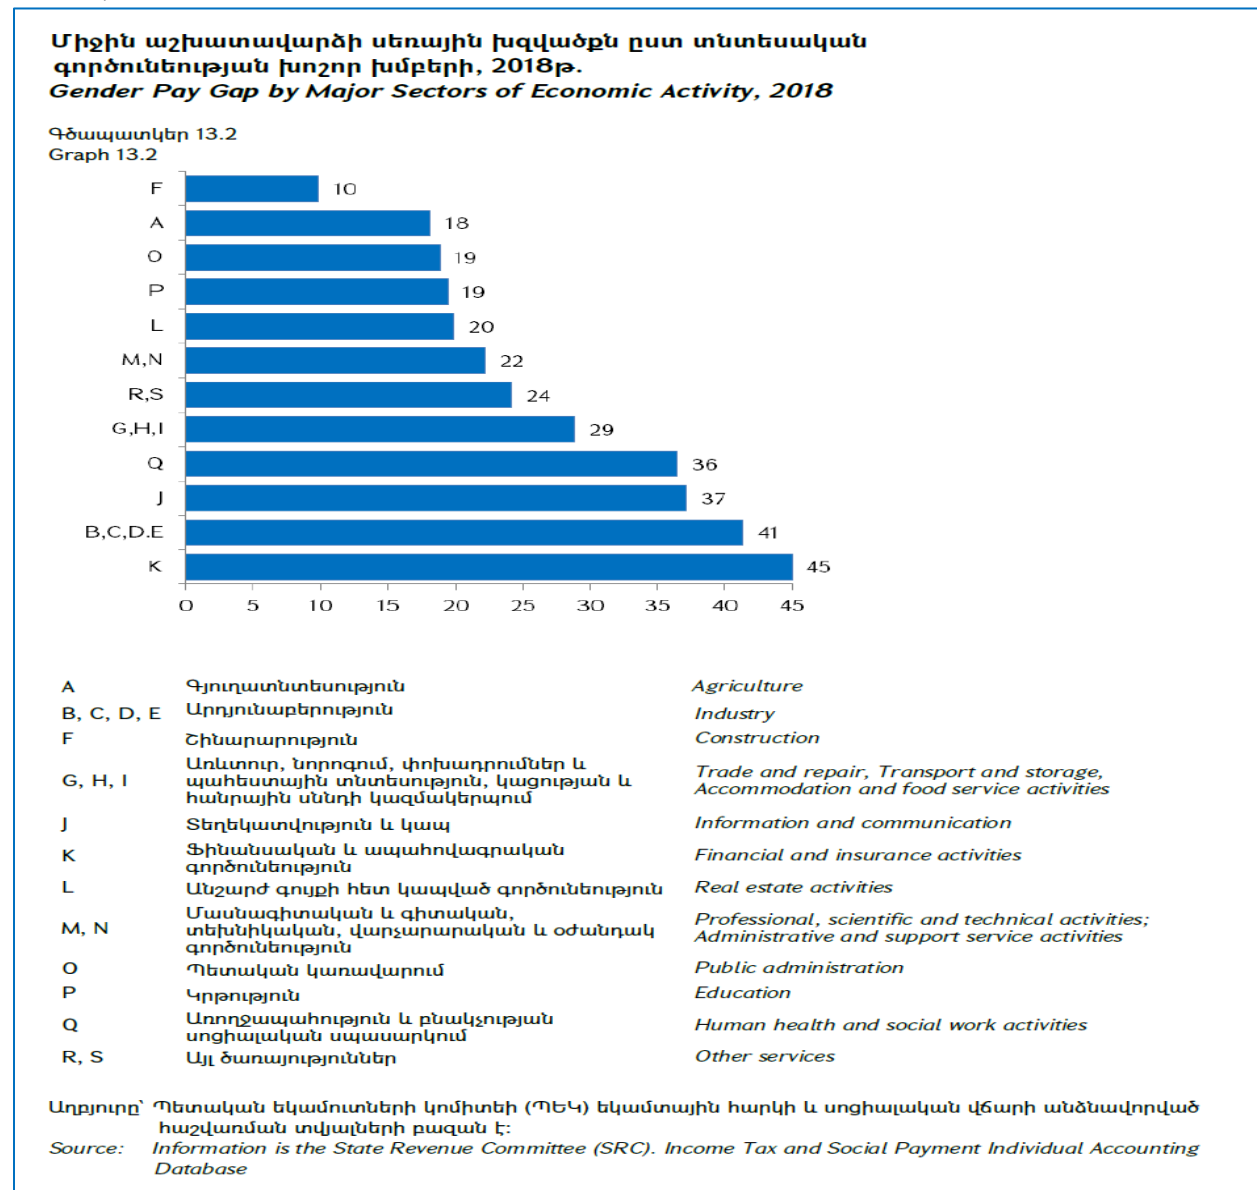 Միջին աշխատավարձի սեռային խզվածքն ըստ տնտեսական
գործունեության խոշոր խմբերի, 2018թ.
Gender Pay Gap by Major Sectors of Economic Activity, 2018
Գծապատկեր 13.2
Graph 13.2
F 10
A 18
O 19
P 19
L 20
M,N 22
R,S 24
G,H,I 29
Q 36
J 37
B,C,D.E 41
K 45
0 5 10 15 20 25 30 35 40 45
A Գյուղատնտեսություն Agriculture
B, C, D, E Արդյունաբերություն Industry
F Շինարարություն Construction
Առևտուր, նորոգում, փոխադրումներ և
G, H, I պահեստային տնտեսություն, կացության և Trade and repair, Transport and storage,
հանրային սննդի կազմակերպում Accommodation and food service activities
J Տեղեկատվություն և կապ Information and communication
K Ֆինանսական և ապահովագրական Financial and insurance activities
գործունեություն
L Անշարժ գույքի հետ կապված գործունեություն Real estate activities
Մասնագիտական և գիտական,
M, N տեխնիկական, վարչարարական և օժանդակ Professional, scientific and technical activities;
գործունեություն Administrative and support service activities
O Պետական կառավարում Public administration
P Կրթություն Education
Q Առողջապահություն և բնակչության Human health and social work activities
սոցիալական սպասարկում
R, S Այլ ծառայություններ Other services
Աղբյուրը՝ Պետական եկամուտների կոմիտեի (ՊԵԿ) եկամտային հարկի և սոցիալական վճարի անձնավորված
հաշվառման տվյալների բազան է:
Source: Information is the State Revenue Committee (SRC). Income Tax and Social Payment Individual Accounting
Database